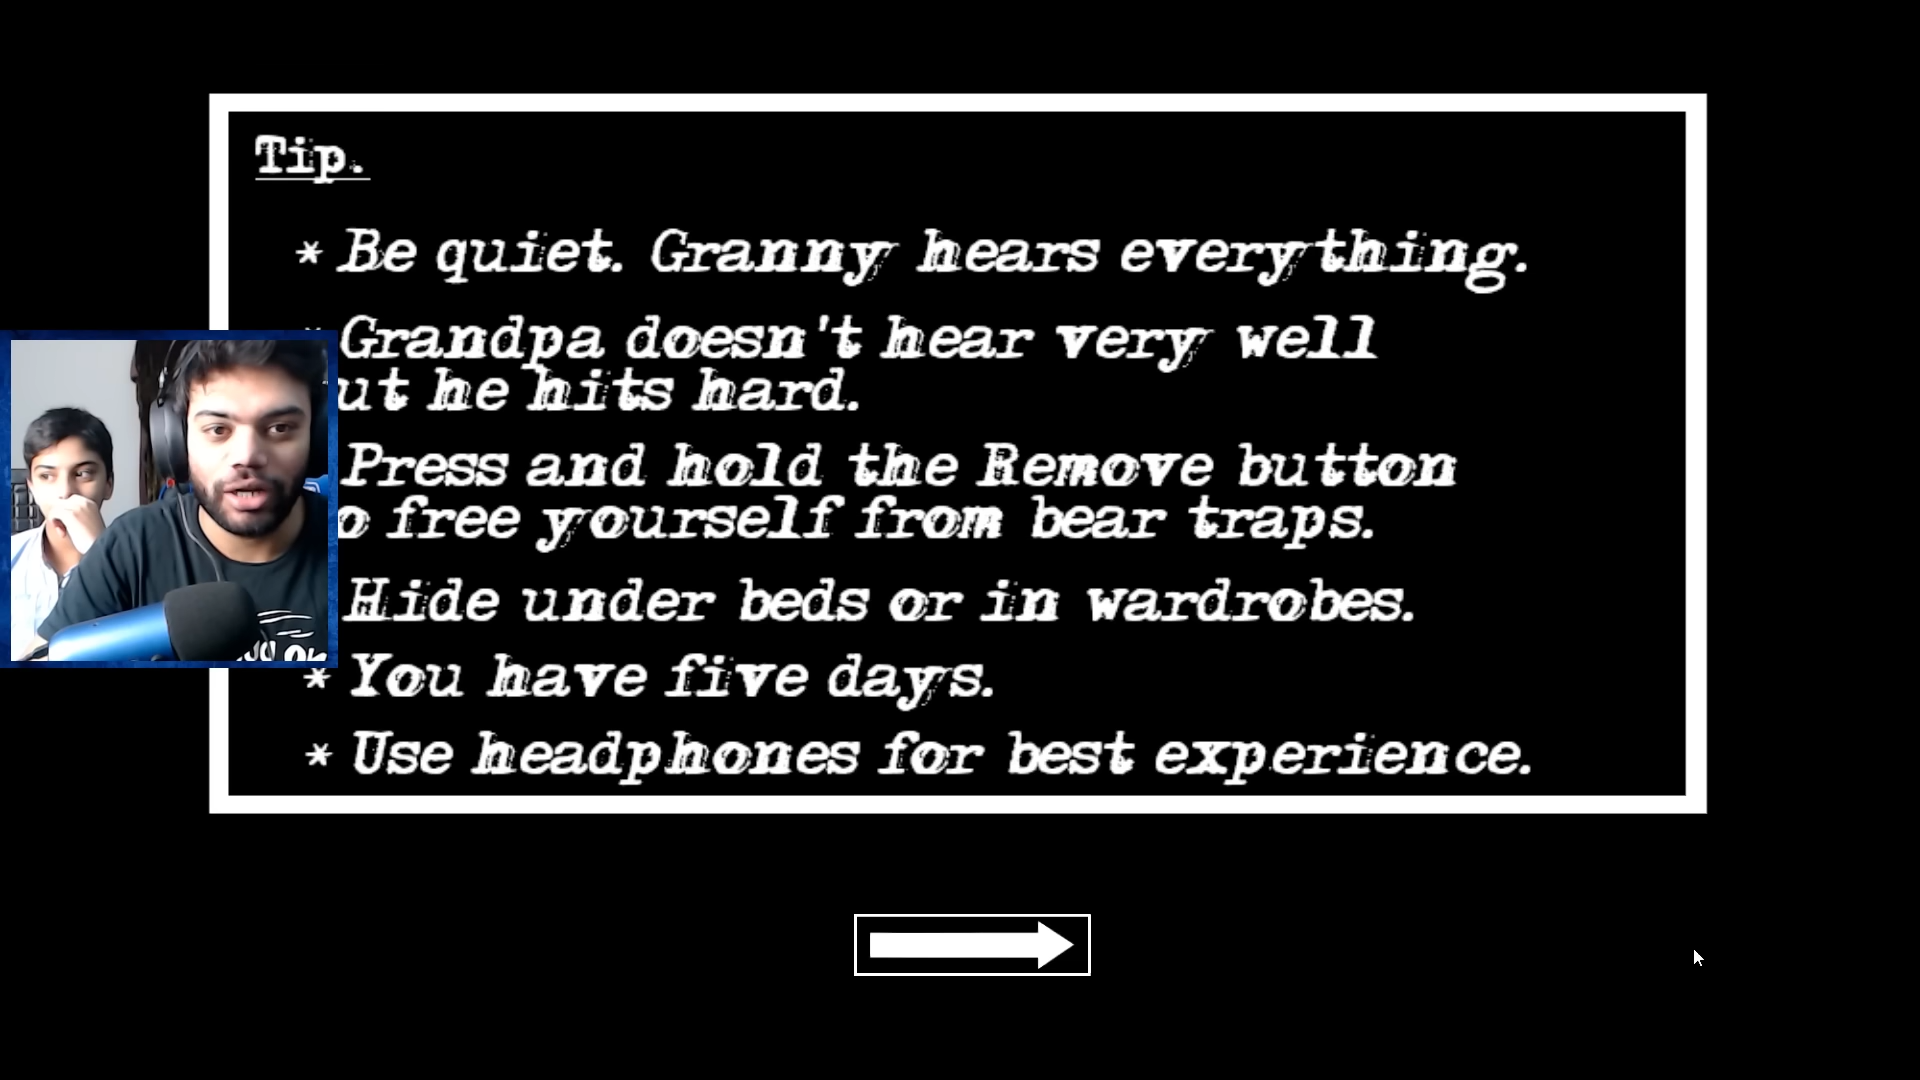 Tip.
* Be quiet. Granny hears everything.
Grandpa doesn't hear very well
ut he hits hard.
Press and hold the Remove button
o free yourself from bear traps.
Hide under beds or in wardrobes.
* You have five days.
* Use headphones for best experience.